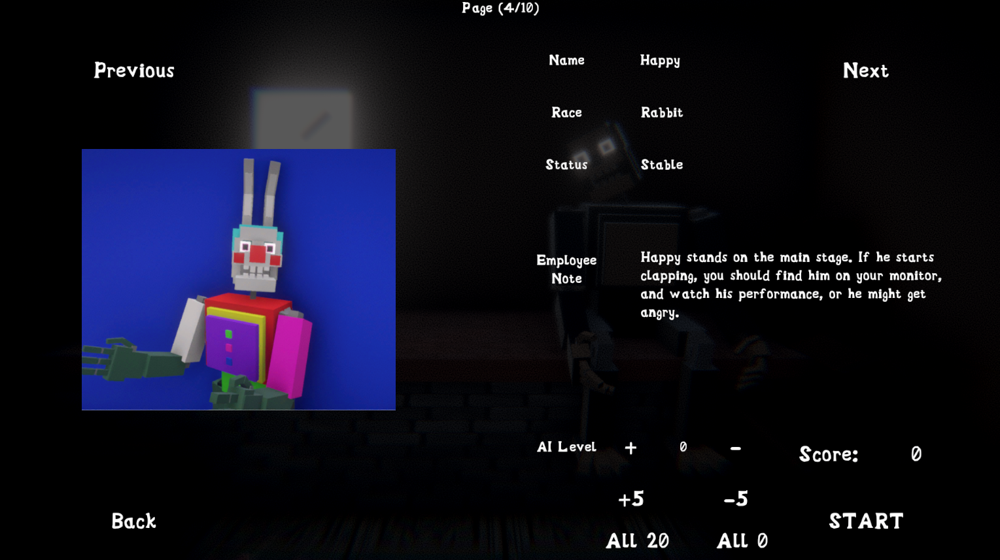 Page (4/10)
Previous
Next
Name
Happy
Race
Rabbit
Status
Stable
Employee
Note
Happy stands on the main stage. If he starts
clapping, you should find him on your monitor,
and watch his performance, or he might get
angry.
AI Level + 0 -
Score: 0
+5 -5
Back
START
All 20 All 0